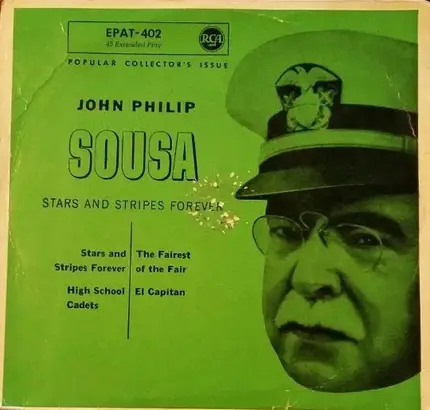 EPAT-402
45 Extended Play
RCA
POPULAR COLLECTOR'S ISSUE
JOHN PHILIP
SOUSA
STARS AND STRIPES FOREVER
Stars and
Stripes Forever
High School
Cadets
The Fairest
of the Fair
El Capitan